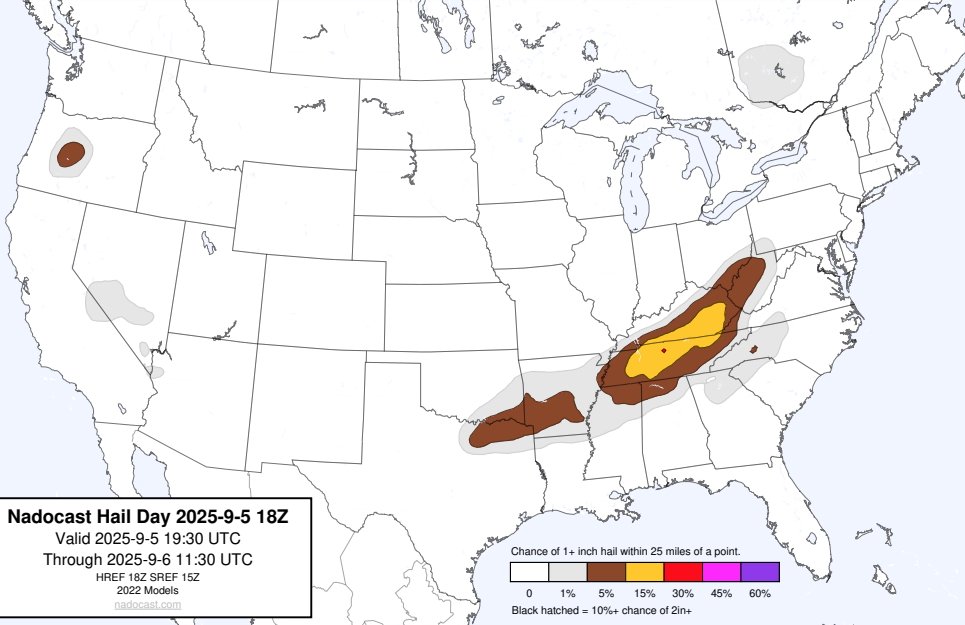 Nadocast Hail Day 2025-9-5 18Z
Valid 2025-9-5 19:30 UTC
Through 2025-9-6 11:30 UTC
HREF 18Z SREF 15Z
2022 Models
nadocast.com
Chance of 1+ inch hail within 25 miles of a point.
0 1% 5% 15% 30% 45% 60%
Black hatched = 10%+ chance of 2in+